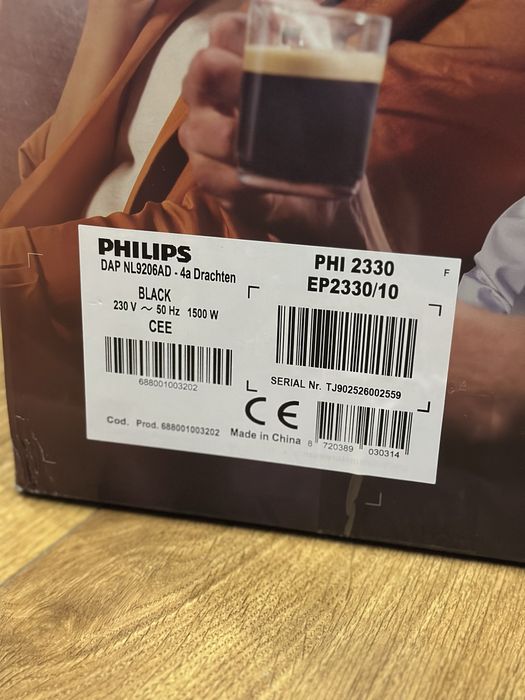 PHILIPS
DAP NL9206AD - 4a Drachten
BLACK
230 V ~ 50 Hz 1500 W
CEE
688001003202
Cod. Prod. 688001003202
PHI 2330
EP2330/10
F
SERIAL Nr. TJ902526002559
CE
Made in China
8 720389 030314